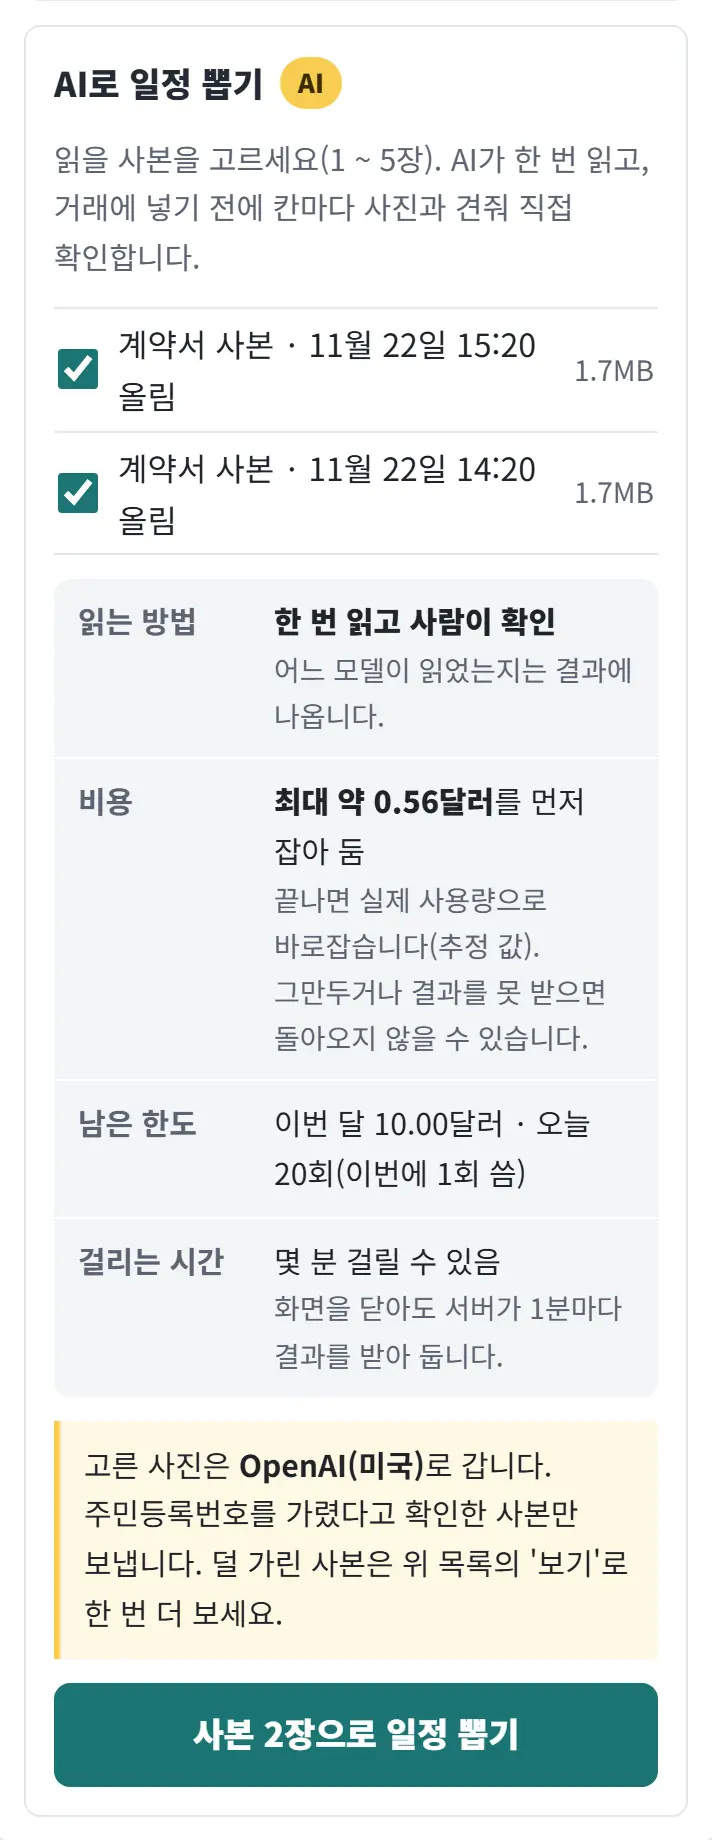 AI로 일정 뽑기 AI
읽을 사본을 고르세요(1 ~ 5장). AI가 한 번 읽고,
거래에 넣기 전에 칸마다 사진과 견줘 직접
확인합니다.
계약서 사본 · 11월 22일 15:20
올림
1.7MB
계약서 사본 · 11월 22일 14:20
올림
1.7MB
읽는 방법
한 번 읽고 사람이 확인
어느 모델이 읽었는지는 결과에
나옵니다.
비용
최대 약 0.56달러를 먼저
잡아 둠
끝나면 실제 사용량으로
바로잡습니다(추정 값).
그만두거나 결과를 못 받으면
돌아오지 않을 수 있습니다.
남은 한도
이번 달 10.00달러 · 오늘
20회(이번에 1회 씀)
걸리는 시간
몇 분 걸릴 수 있음
화면을 닫아도 서버가 1분마다
결과를 받아 둡니다.
고른 사진은 OpenAI(미국)로 갑니다.
주민등록번호를 가렸다고 확인한 사본만
보냅니다. 덜 가린 사본은 위 목록의 '보기'로
한 번 더 보세요.
사본 2장으로 일정 뽑기